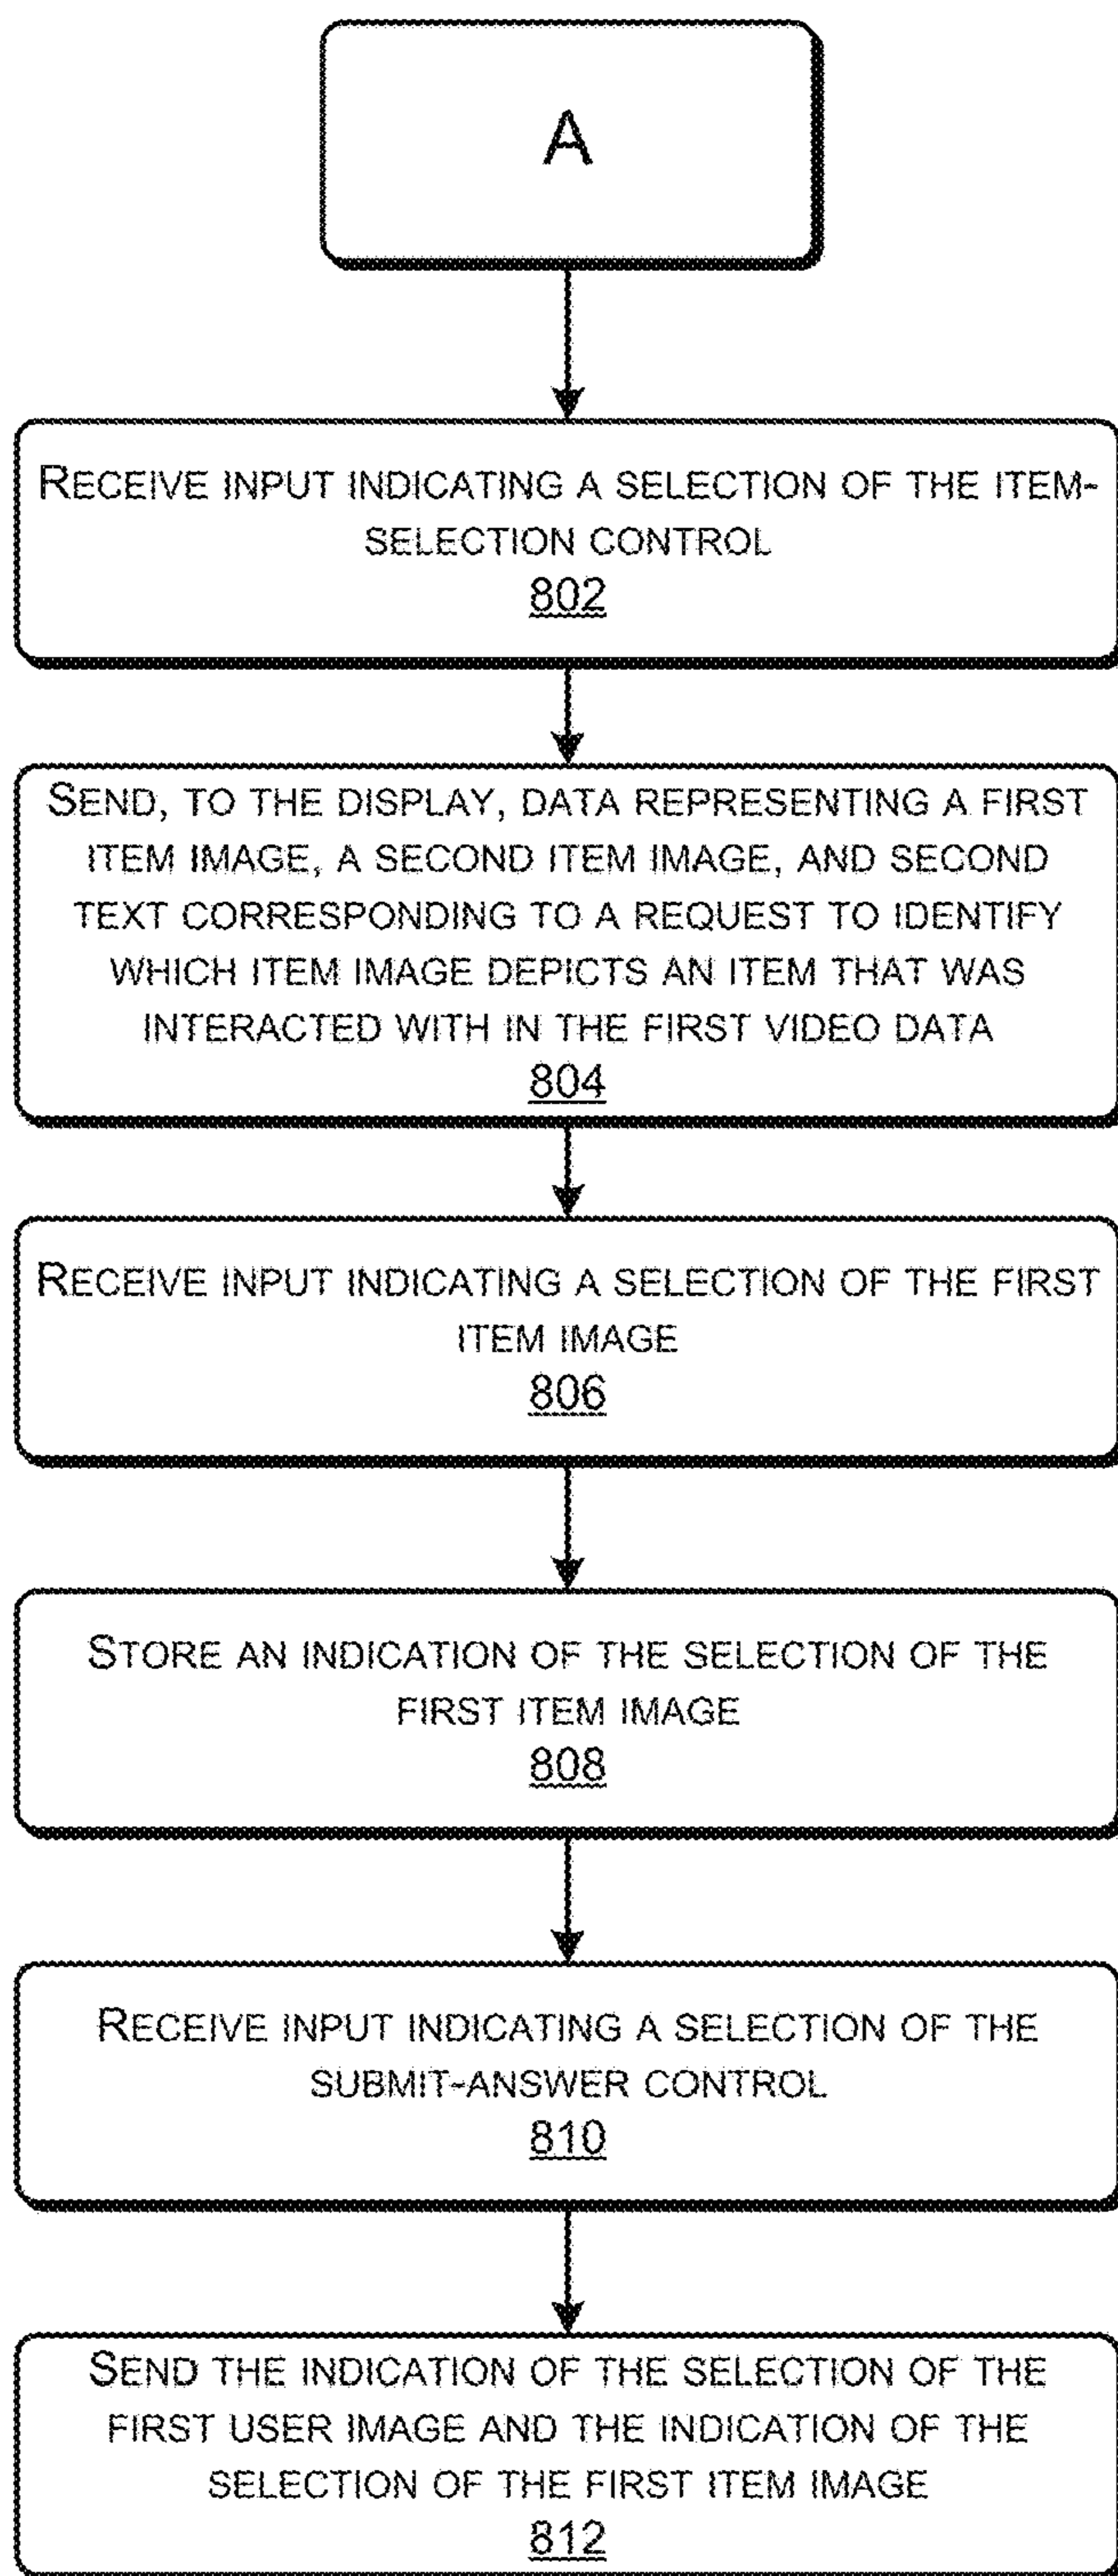 A
RECEIVE INPUT INDICATING A SELECTION OF THE ITEM-
SELECTION CONTROL
802
SEND, TO THE DISPLAY, DATA REPRESENTING A FIRST
ITEM IMAGE, A SECOND ITEM IMAGE, AND SECOND
TEXT CORRESPONDING TO A REQUEST TO IDENTIFY
WHICH ITEM IMAGE DEPICTS AN ITEM THAT WAS
INTERACTED WITH IN THE FIRST VIDEO DATA
804
RECEIVE INPUT INDICATING A SELECTION OF THE FIRST
ITEM IMAGE
806
STORE AN INDICATION OF THE SELECTION OF THE
FIRST ITEM IMAGE
808
RECEIVE INPUT INDICATING A SELECTION OF THE
SUBMIT-ANSWER CONTROL
810
SEND THE INDICATION OF THE SELECTION OF THE
FIRST USER IMAGE AND THE INDICATION OF THE
SELECTION OF THE FIRST ITEM IMAGE
812